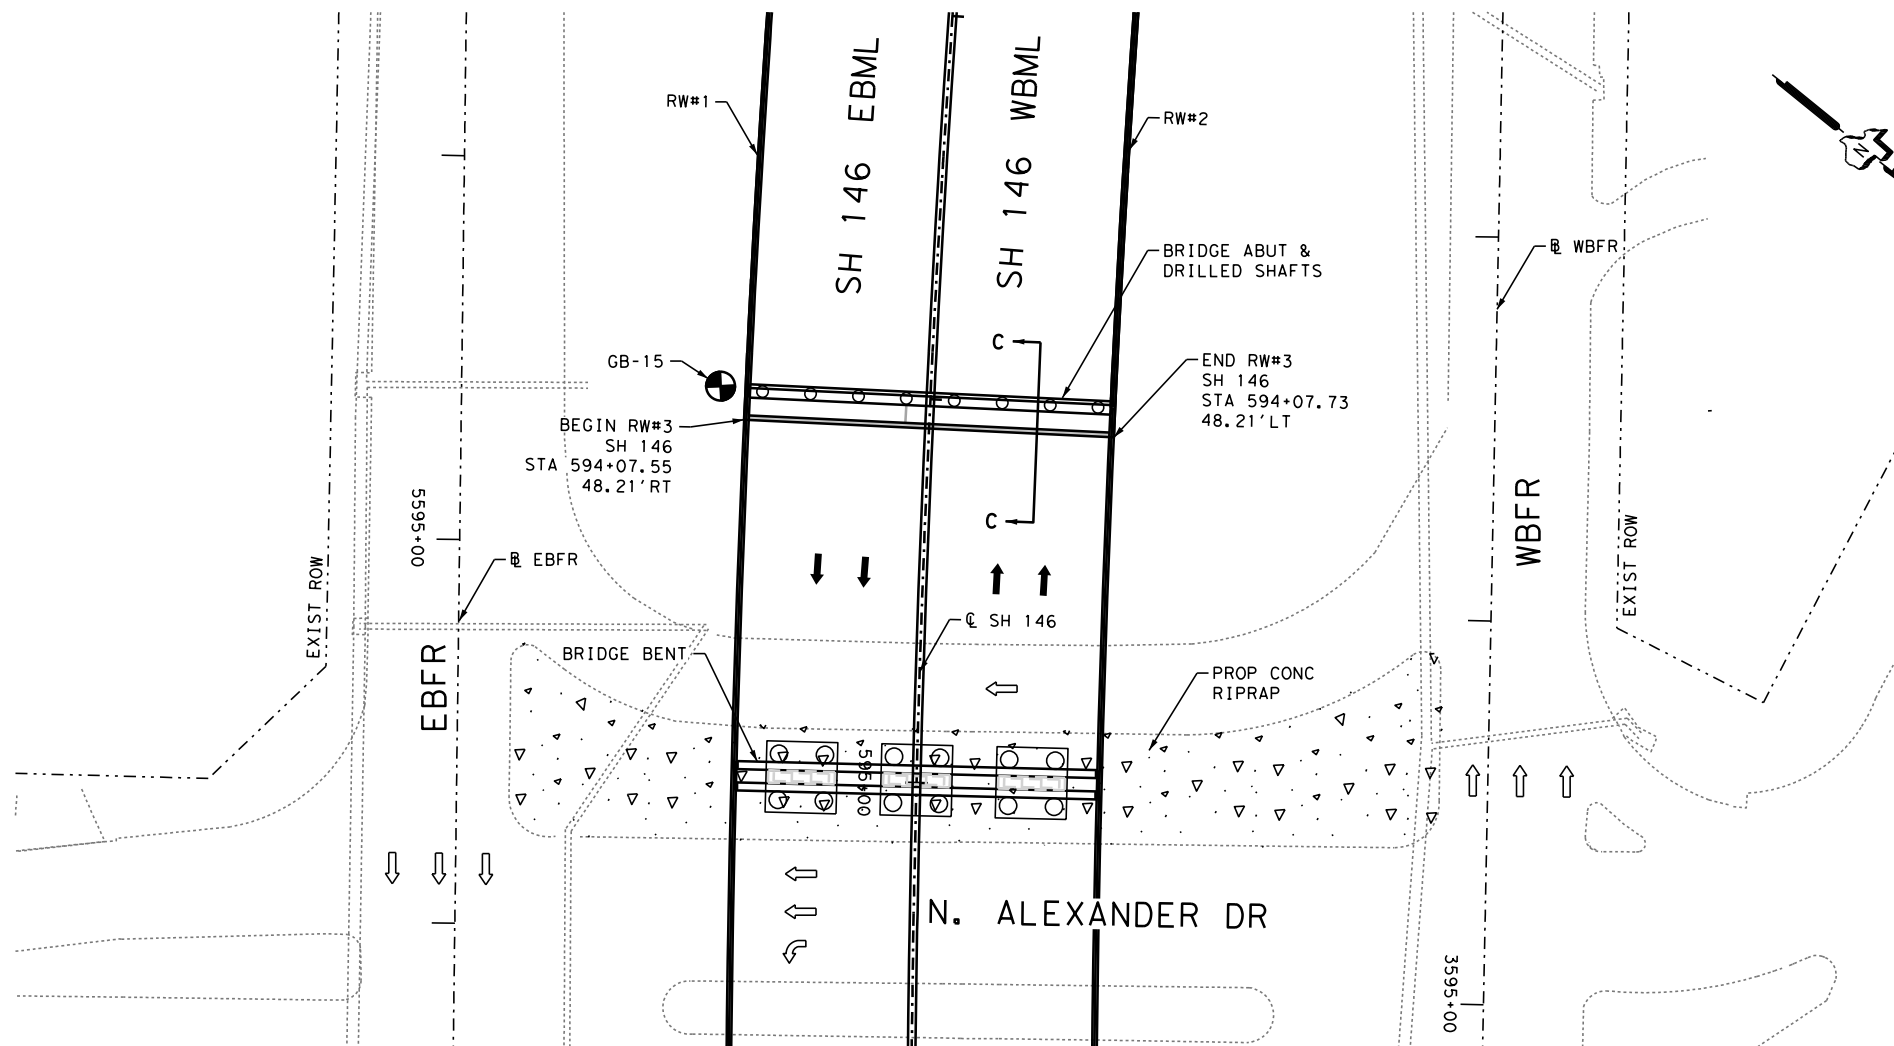 SH 146 EBML
SH 146 WBML
RW#1
RW#2
BRIDGE ABUT &
DRILLED SHAFTS
℄ WBFR
N
C
GB-15
END RW#3
SH 146
STA 594+07.73
48.21'LT
BEGIN RW#3
SH 146
STA 594+07.55
48.21'RT
5595+00
C
WBFR
EXIST ROW
EXIST ROW
EBFR
℄ SH 146
EBFR
BRIDGE BENT
PROP CONC
RIPRAP
595+00
N. ALEXANDER DR
3595+00